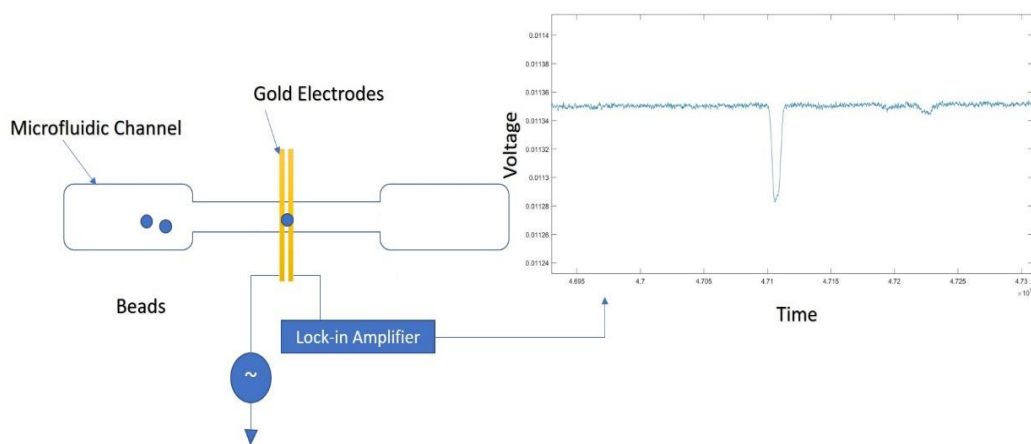 Microfluidic Channel
Gold Electrodes
Beads
~
Lock-in Amplifier
Voltage
0.0114
0.01138
0.01136
0.01134
0.01132
0.0113
0.01128
0.01126
0.01124
4.695 4.7 4.705 4.71 4.715 4.72 4.725 4.73
Time